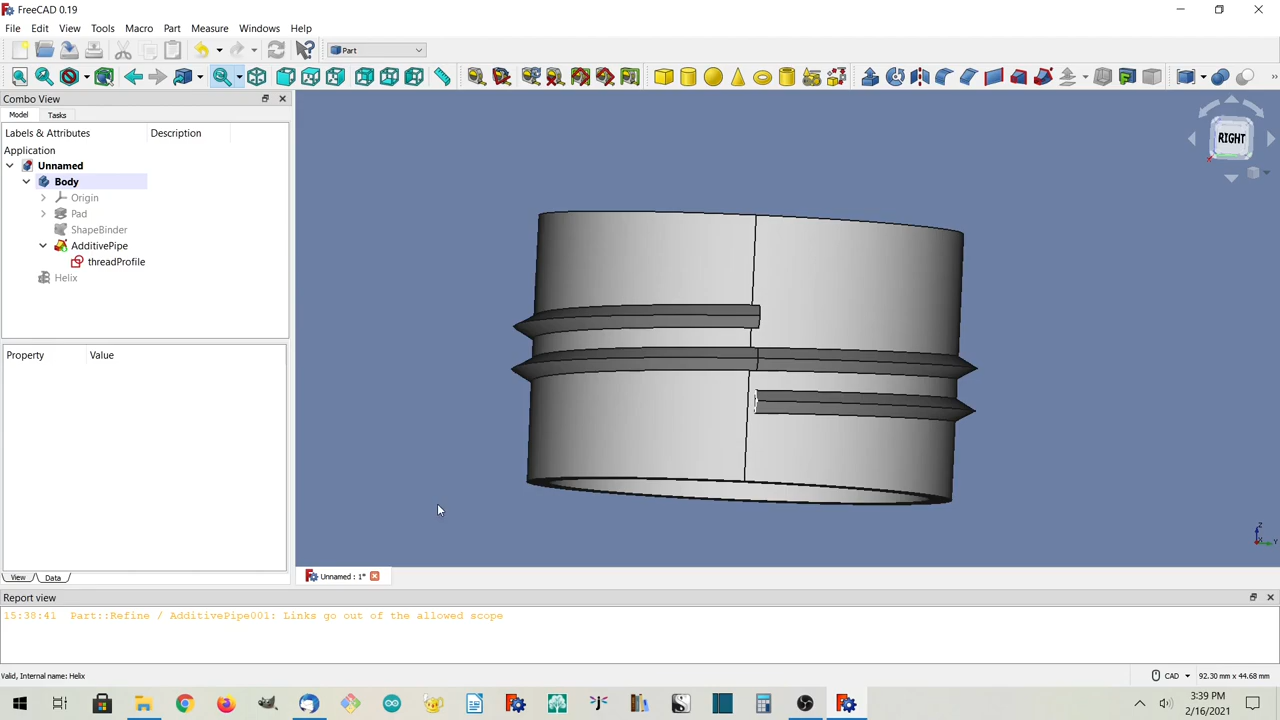 FreeCAD 0.19
File Edit View Tools Macro Part Measure Windows Help
Part
Combo View
Model Tasks
Labels & Attributes Description
Application
Unnamed
Body
Origin
Pad
ShapeBinder
AdditivePipe
threadProfile
Helix
Property Value
View Data
RIGHT
Z
Y
Unnamed : 1*
Report view
15:38:41 Part::Refine / AdditivePipe001: Links go out of the allowed scope
Valid, Internal name: Helix
CAD
92.30 mm x 44.68 mm
3:39 PM
2/16/2021